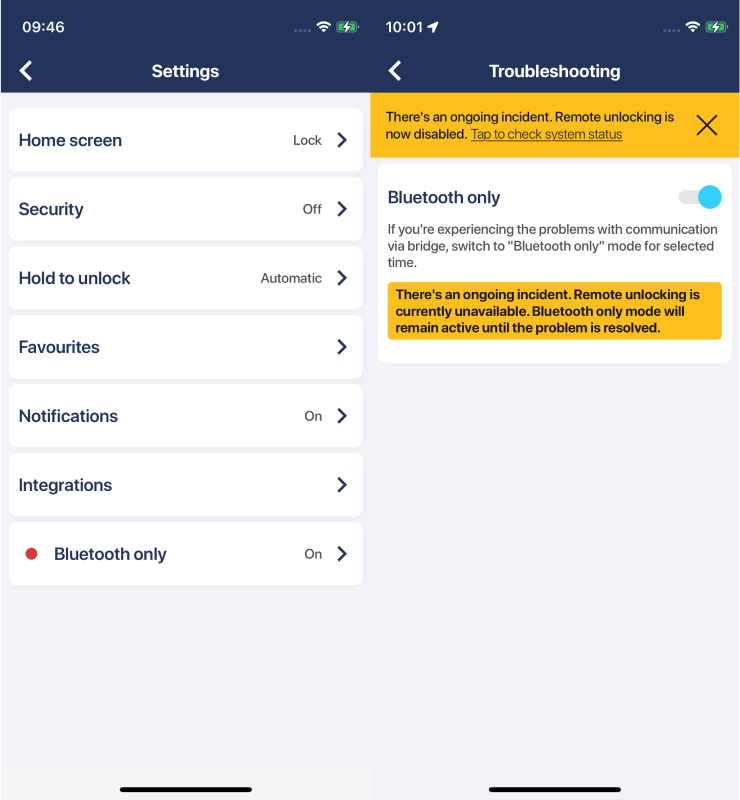 09:46
Settings
Home screen Lock
Security Off
Hold to unlock Automatic
Favourites
Notifications On
Integrations
Bluetooth only On
10:01
Troubleshooting
There's an ongoing incident. Remote unlocking is
now disabled. Tap to check system status
Bluetooth only
If you're experiencing the problems with communication
via bridge, switch to "Bluetooth only" mode for selected
time.
There's an ongoing incident. Remote unlocking is
currently unavailable. Bluetooth only mode will
remain active until the problem is resolved.